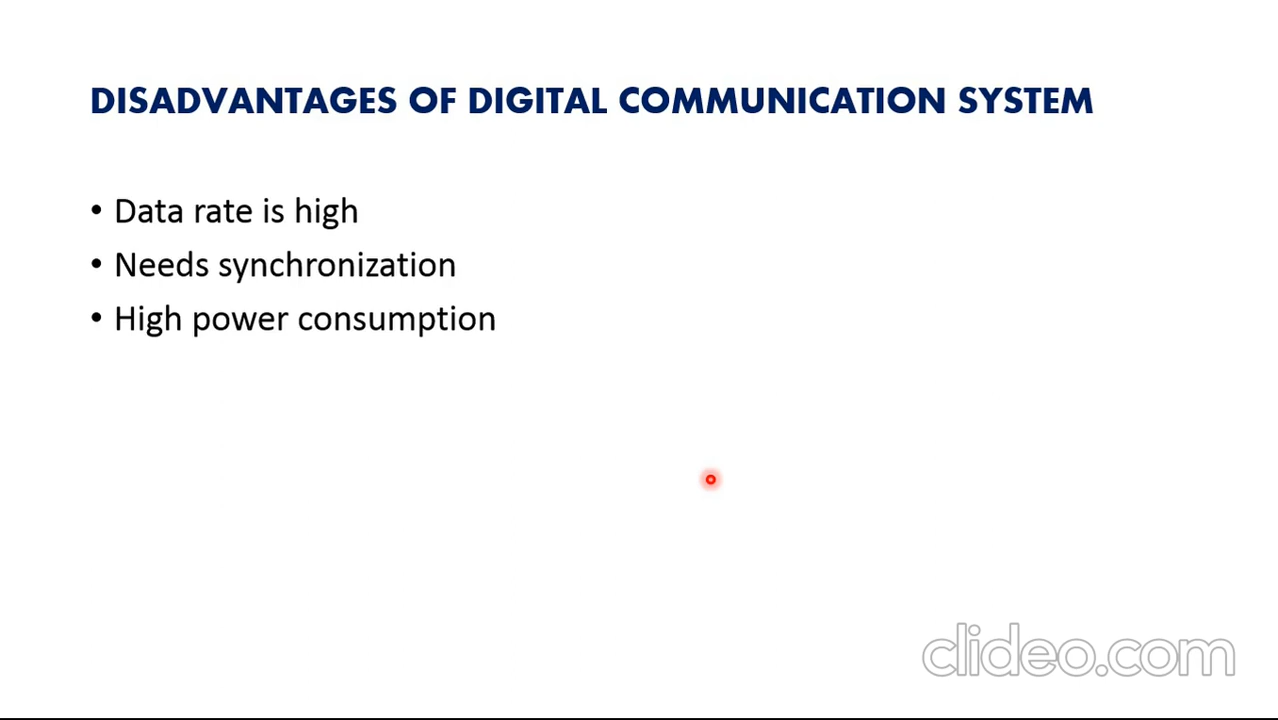 DISADVANTAGES OF DIGITAL COMMUNICATION SYSTEM
• Data rate is high
• Needs synchronization
• High power consumption
clideo.com